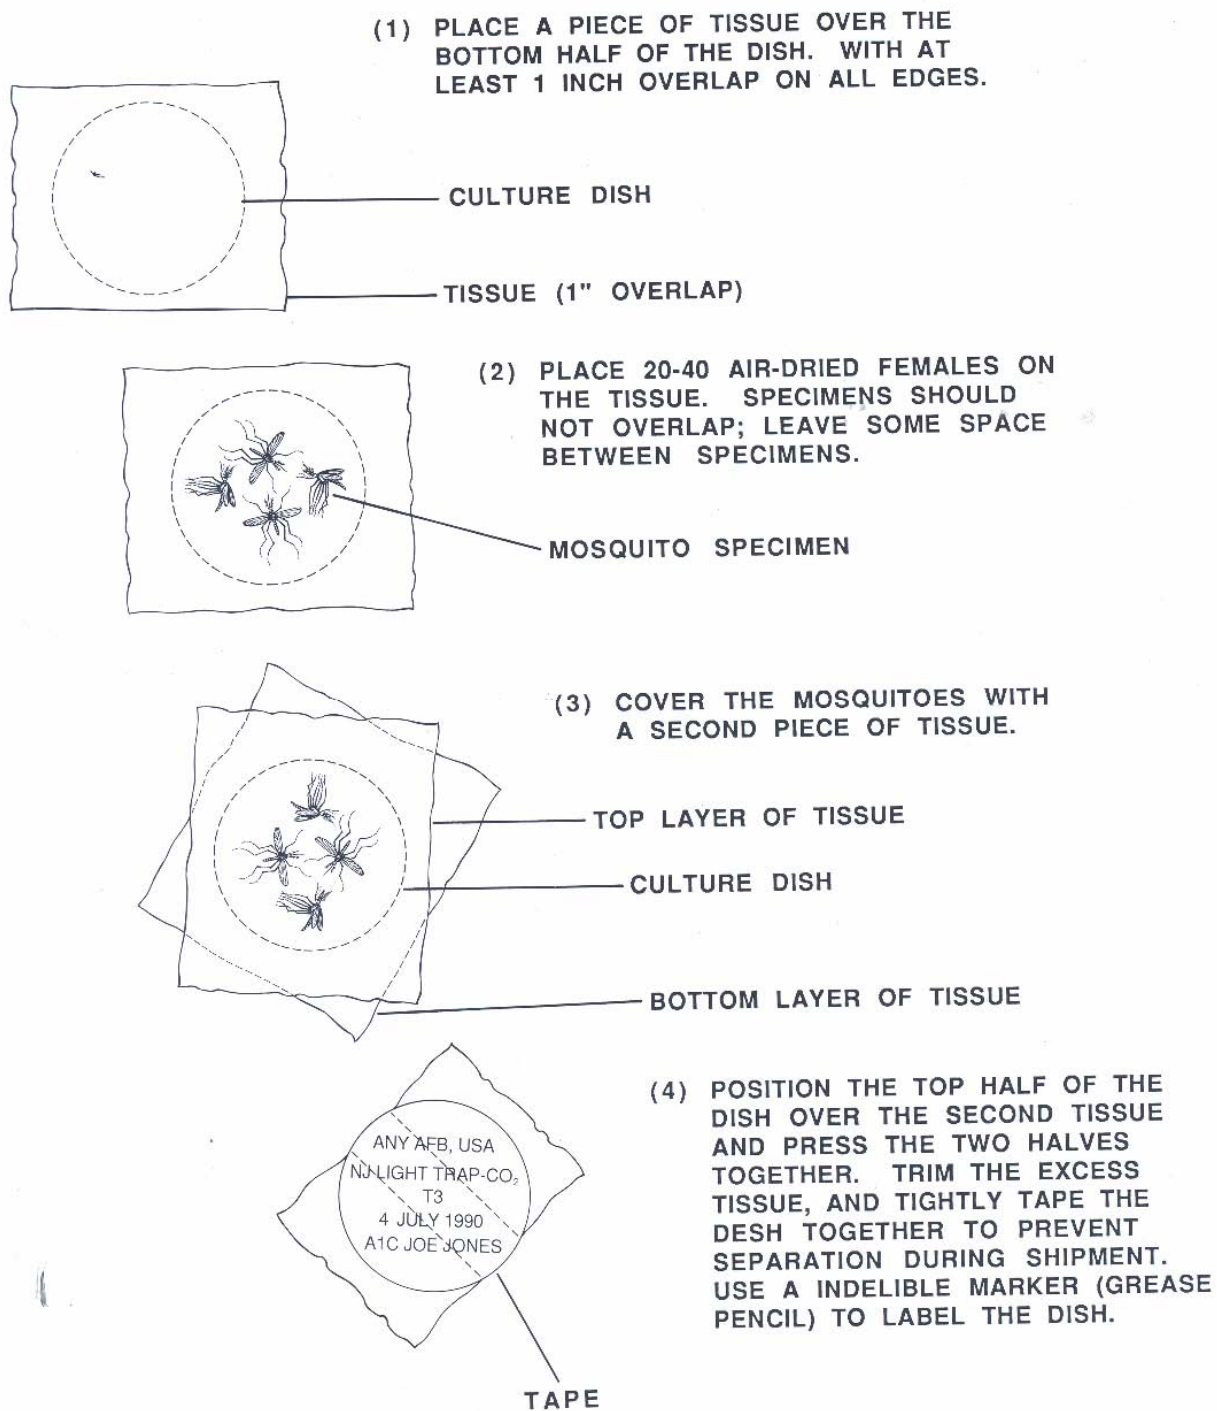 (1) PLACE A PIECE OF TISSUE OVER THE
BOTTOM HALF OF THE DISH. WITH AT
LEAST 1 INCH OVERLAP ON ALL EDGES.
CULTURE DISH
TISSUE (1" OVERLAP)
(2) PLACE 20-40 AIR-DRIED FEMALES ON
THE TISSUE. SPECIMENS SHOULD
NOT OVERLAP; LEAVE SOME SPACE
BETWEEN SPECIMENS.
MOSQUITO SPECIMEN
(3) COVER THE MOSQUITOES WITH
A SECOND PIECE OF TISSUE.
TOP LAYER OF TISSUE
CULTURE DISH
BOTTOM LAYER OF TISSUE
(4) POSITION THE TOP HALF OF THE
DISH OVER THE SECOND TISSUE
AND PRESS THE TWO HALVES
TOGETHER. TRIM THE EXCESS
TISSUE, AND TIGHTLY TAPE THE
DESH TOGETHER TO PREVENT
SEPARATION DURING SHIPMENT.
USE A INDELIBLE MARKER (GREASE
PENCIL) TO LABEL THE DISH.
ANY AFB, USA
NJ LIGHT TRAP-CO₂
T3
4 JULY 1990
A1C JOE JONES
TAPE